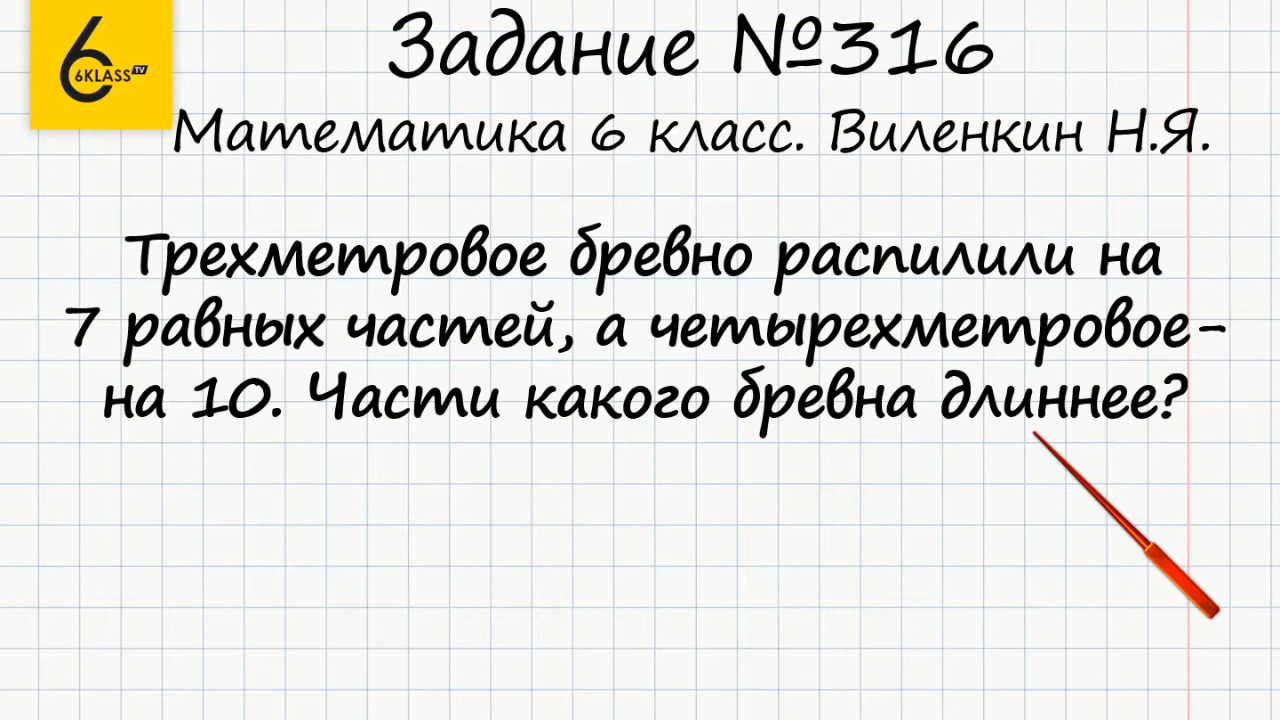 6
6KLASS TV
Задание №316
Математика 6 класс. Виленкин Н.Я.
Трехметровое бревно распилили на
7 равных частей, а четырехметровое-
на 10. Части какого бревна длиннее?